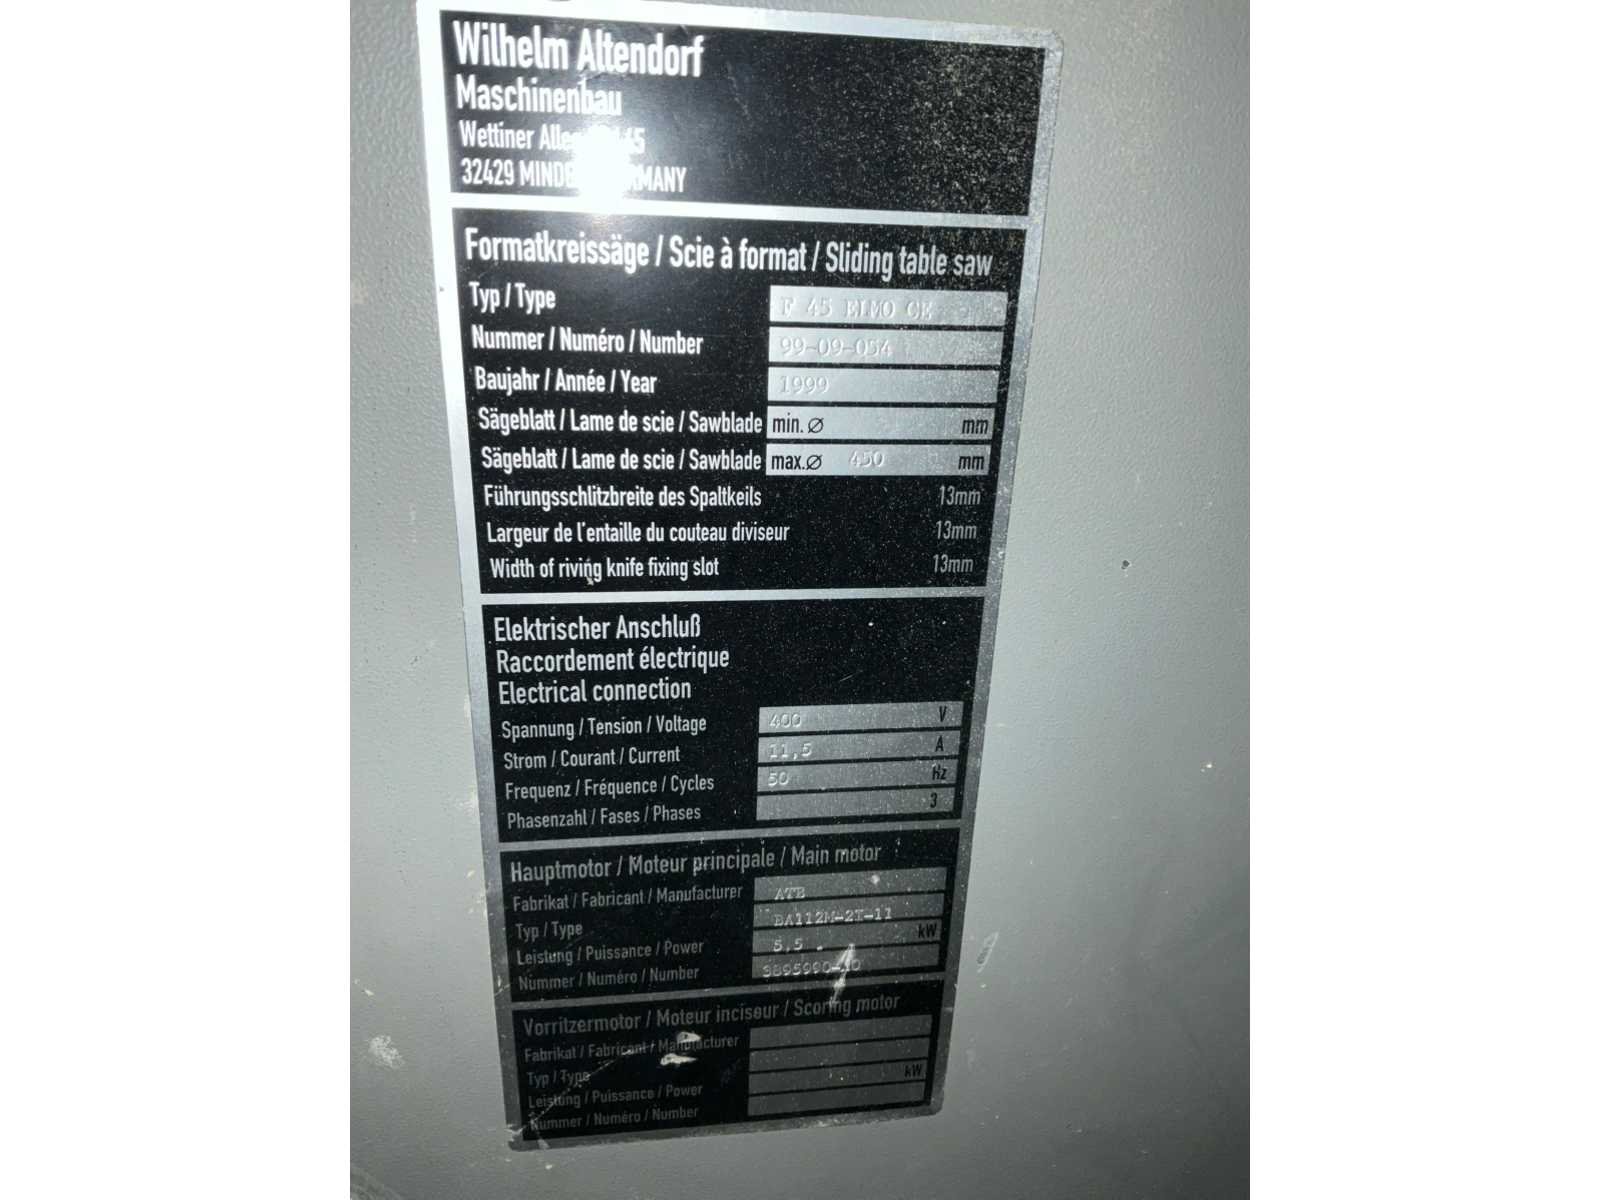 Wilhelm Altendorf
Maschinenbau
Wettiner
32429
Formatkreissäge / Scie à format / Sliding table saw
Typ / Type F 45 ELMO CE
Nummer / Numéro / Number 99-09-054
Baujahr / Année / Year 1999
Sägeblatt / Lame de scie / Sawblade min. ⌀ mm
Sägeblatt / Lame de scie / Sawblade max.⌀ 450 mm
Führungsschlitzbreite des Spaltkeils 13mm
Largeur de l'entaille du couteau diviseur 13mm
Width of riving knife fixing slot 13mm
Elektrischer Anschluß
Raccordement électrique
Electrical connection
Spannung / Tension / Voltage 400 V
Strom / Courant / Current 11,5 A
Frequenz / Fréquence / Cycles 50 Hz
Phasenzahl / Fases / Phases 3
Hauptmotor / Moteur principale / Main motor
Fabrikat / Fabricant / Manufacturer ATB
Typ / Type BA112M-2T-11
Leistung / Puissance / Power 5,5 kW
Nummer / Numéro / Number
Vorritzermotor / Moteur inciseur / Scoring motor
Fabrikat / Fabricant / Manufacturer
Typ / Type
Leistung / Puissance / Power kW
Nummer / Numéro / Number